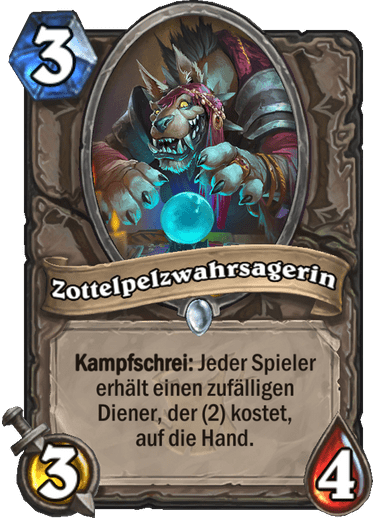 3
Zottelpelzwahrsagerin
Kampfschrei: Jeder Spieler
erhält einen zufälligen
Diener, der (2) kostet,
auf die Hand.
3
4